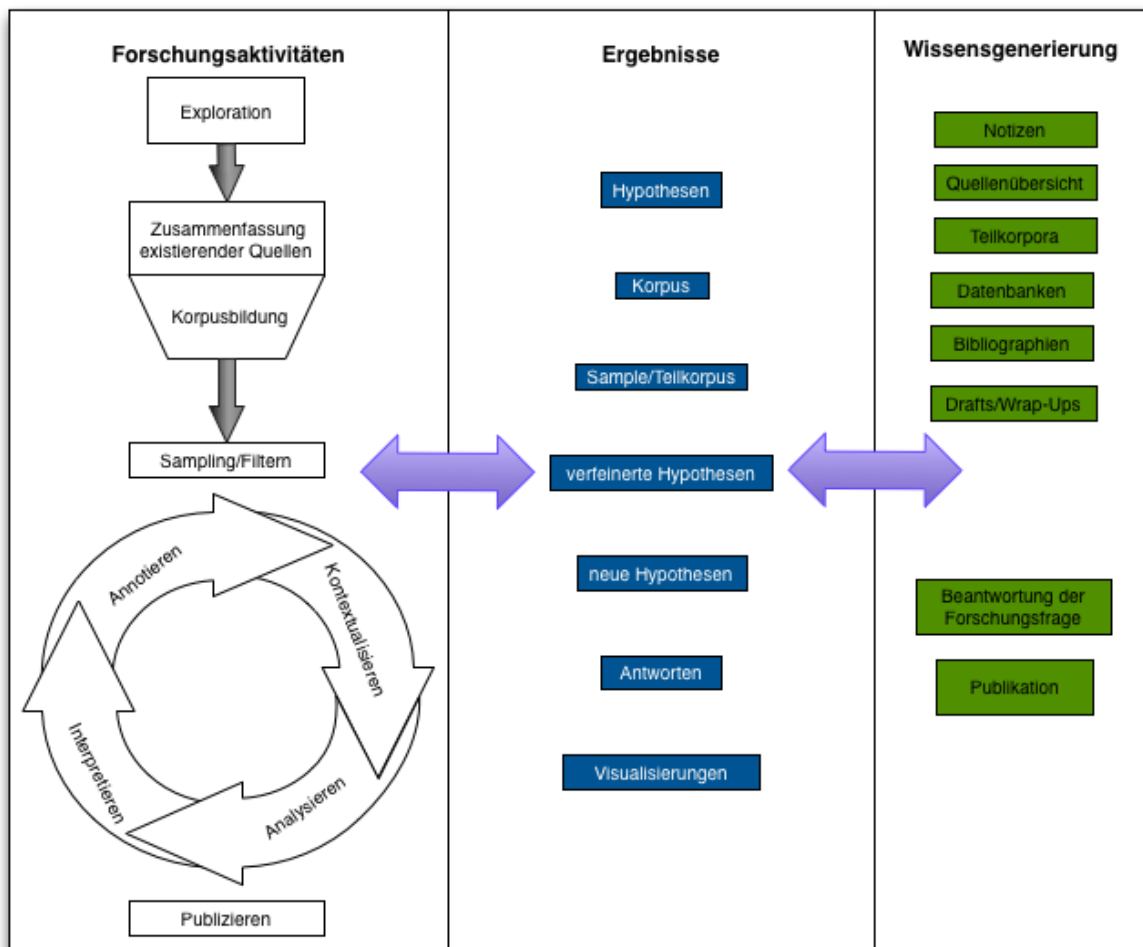 Forschungsaktivitäten
Exploration
Zusammenfassung
existierender Quellen
Korpusbildung
Sampling/Filtern
Annotieren
Kontextualisieren
Analysieren
Interpretieren
Publizieren
Ergebnisse
Hypothesen
Korpus
Sample/Teilkorpus
verfeinerte Hypothesen
neue Hypothesen
Antworten
Visualisierungen
Wissensgenerierung
Notizen
Quellenübersicht
Teilkorpora
Datenbanken
Bibliographien
Drafts/Wrap-Ups
Beantwortung der
Forschungsfrage
Publikation